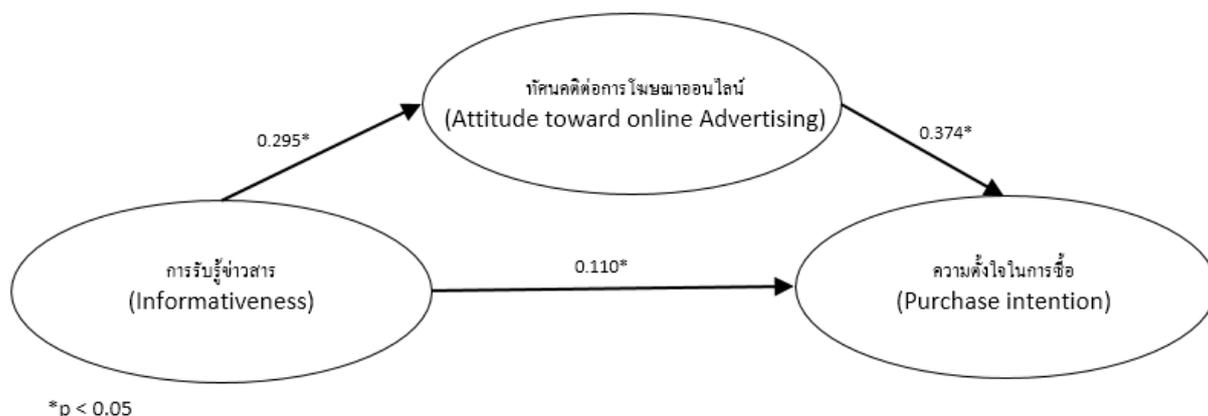 ทัศนคติต่อการโฆษณาออนไลน์
(Attitude toward online Advertising)
0.295*
0.374*
การรับรู้ข่าวสาร
(Informativeness)
0.110*
ความตั้งใจในการซื้อ
(Purchase intention)
*p < 0.05